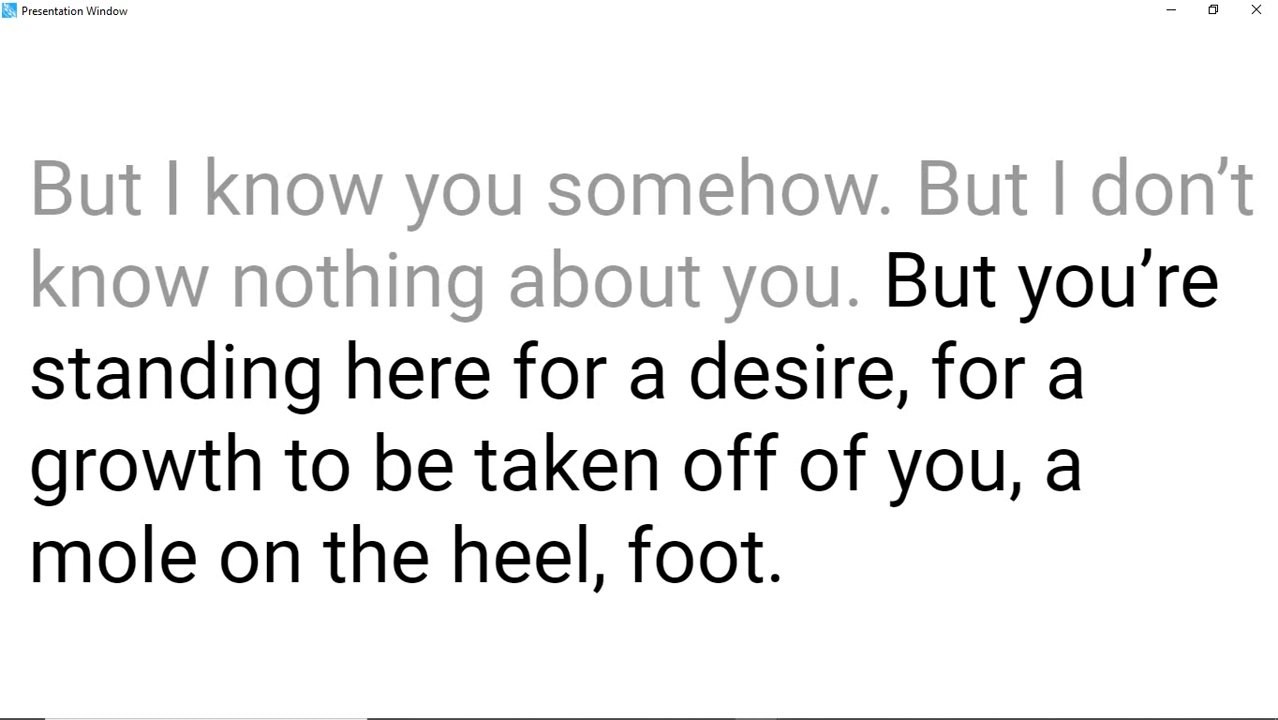 Presentation Window
But I know you somehow. But I don’t
know nothing about you. But you’re
standing here for a desire, for a
growth to be taken off of you, a
mole on the heel, foot.